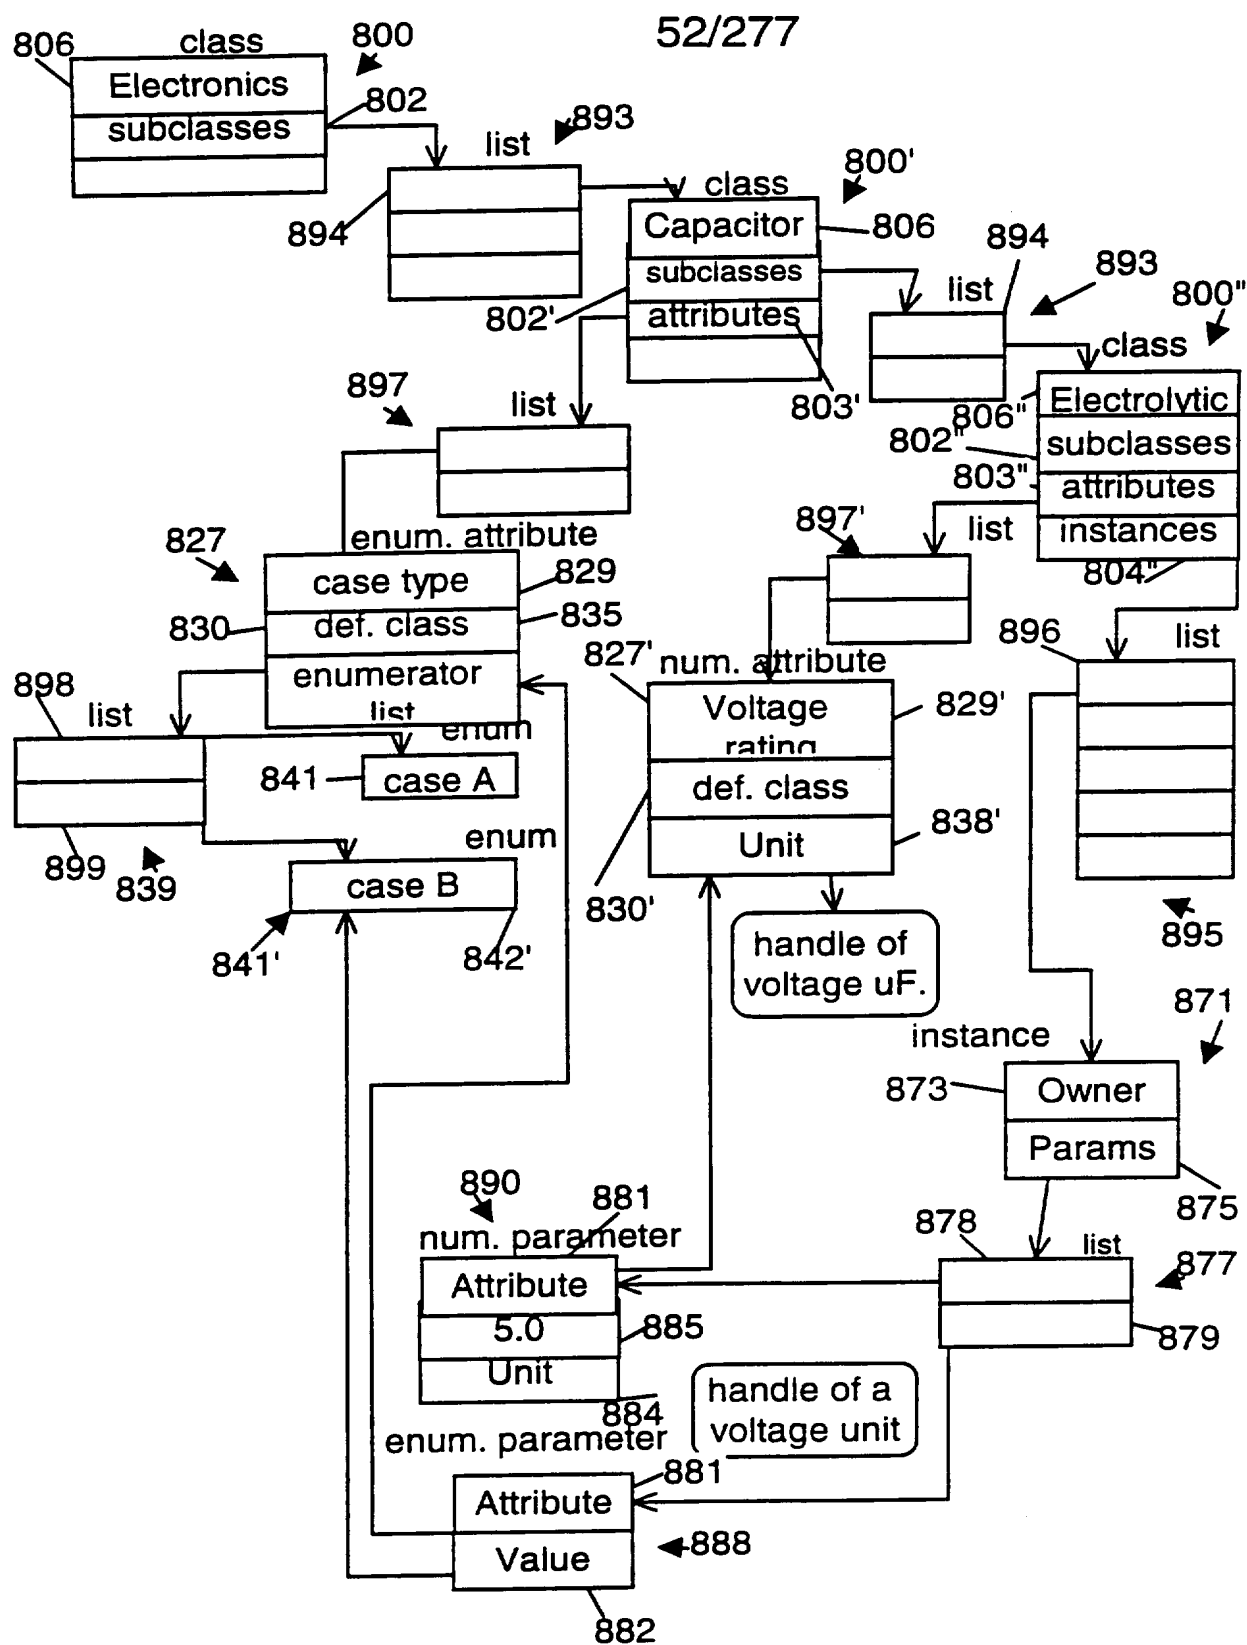 52/277
806
class
800
Electronics
802
subclasses
893
list
800'
class
894
Capacitor
806
894
subclasses
893
list
800"
802'
attributes
class
897
803'
806"
Electrolytic
list
802"
subclasses
803"
attributes
897'
list
instances
enum. attribute
827
804"
case type
829
830
def. class
835
896
list
827'
num. attribute
enumerator
898
list
list
Voltage
829'
rating
enum
841
case A
def. class
838'
enum
Unit
899
839
case B
830'
895
841'
842'
handle of
voltage uF.
871
instance
873
Owner
Params
890
881
875
878
num. parameter
list
877
Attribute
5.0
885
879
Unit
884
handle of a
voltage unit
enum. parameter
881
Attribute
888
Value
882